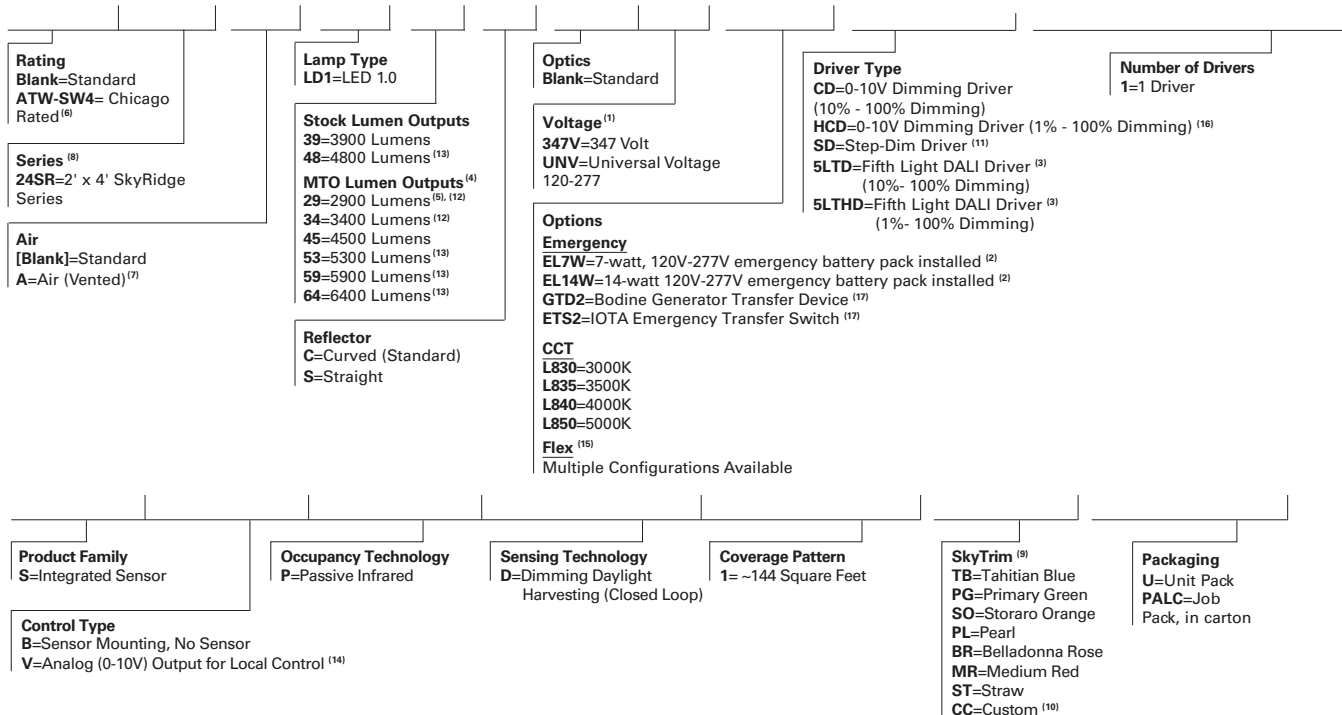 Rating
Blank=Standard
ATW-SW4= Chicago
Rated (6)
Series (8)
24SR=2' x 4' SkyRidge
Series
Air
[Blank]=Standard
A=Air (Vented) (7)
Lamp Type
LD1=LED 1.0
Stock Lumen Outputs
39=3900 Lumens
48=4800 Lumens (13)
MTO Lumen Outputs (4)
29=2900 Lumens (5), (12)
34=3400 Lumens (12)
45=4500 Lumens
53=5300 Lumens (13)
59=5900 Lumens (13)
64=6400 Lumens (13)
Reflector
C=Curved (Standard)
S=Straight
Optics
Blank=Standard
Voltage (1)
347V=347 Volt
UNV=Universal Voltage
120-277
Options
Emergency
EL7W=7-watt, 120V-277V emergency battery pack installed (2)
EL14W=14-watt 120V-277V emergency battery pack installed (2)
GTD2=Bodine Generator Transfer Device (17)
ETS2=IOTA Emergency Transfer Switch (17)
CCT
L830=3000K
L835=3500K
L840=4000K
L850=5000K
Flex (15)
Multiple Configurations Available
Driver Type
CD=0-10V Dimming Driver
(10% - 100% Dimming)
HCD=0-10V Dimming Driver (1% - 100% Dimming) (16)
SD=Step-Dim Driver (11)
5LTD=Fifth Light DALI Driver (3)
(10%- 100% Dimming)
5LTHD=Fifth Light DALI Driver (3)
(1%- 100% Dimming)
Number of Drivers
1=1 Driver
Product Family
S=Integrated Sensor
Control Type
B=Sensor Mounting, No Sensor
V=Analog (0-10V) Output for Local Control (14)
Occupancy Technology
P=Passive Infrared
Sensing Technology
D=Dimming Daylight
Harvesting (Closed Loop)
Coverage Pattern
1= ~144 Square Feet
SkyTrim (9)
TB=Tahitian Blue
PG=Primary Green
SO=Storaro Orange
PL=Pearl
BR=Belladonna Rose
MR=Medium Red
ST=Straw
CC=Custom (10)
Packaging
U=Unit Pack
PALC=Job
Pack, in carton